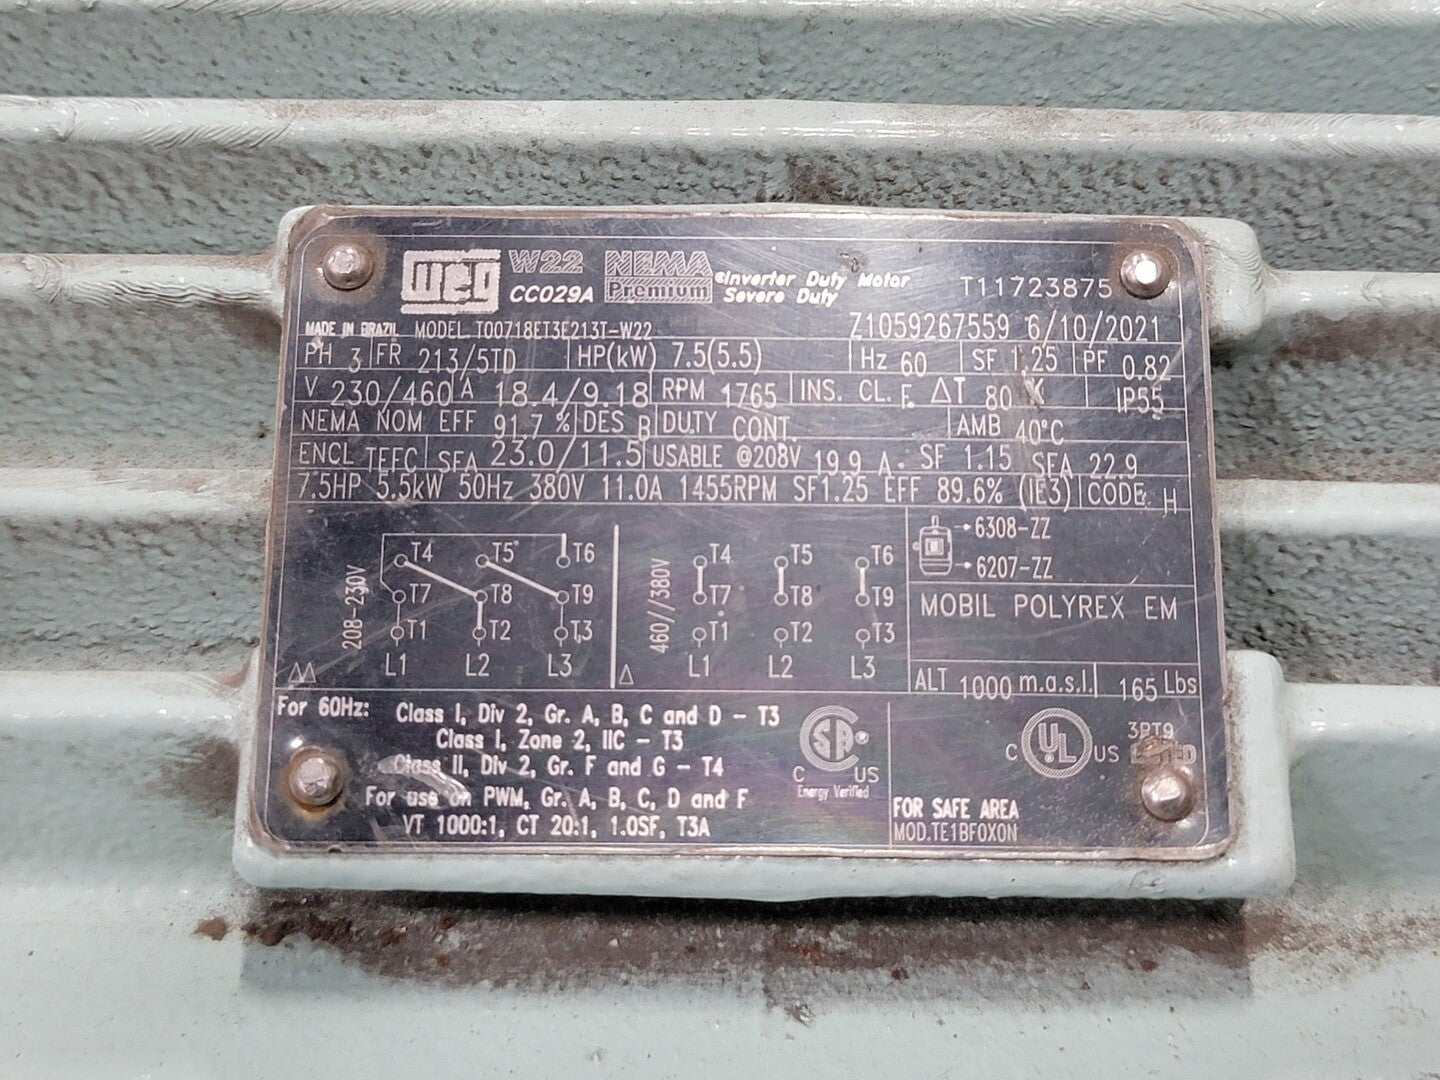 WEG W22 NEMA Premium
CC029A
Inverter Duty Motor
Severe Duty
T11723875
MADE IN BRAZIL MODEL T00718ET3E213T-W22 Z1059267559 6/10/2021
PH 3 FR 213/5TD HP(kW) 7.5(5.5) Hz 60 SF 1.25 PF 0.82
V 230/460 A 18.4/9.18 RPM 1765 INS. CL. F ΔT 80 K IP55
NEMA NOM EFF 91.7 % DES B DUTY CONT. AMB 40°C
ENCL TEFC SFA 23.0/11.5 USABLE @208V 19.9 A SF 1.15 SFA 22.9
7.5HP 5.5kW 50Hz 380V 11.0A 1455RPM SF1.25 EFF 89.6% (IE3) CODE H
208-230V
T4 T5 T6
T7 T8 T9
T1 T2 T3
ΔΔ L1 L2 L3
460//380V
T4 T5 T6
T7 T8 T9
T1 T2 T3
Δ L1 L2 L3
6308-ZZ
6207-ZZ
MOBIL POLYREX EM
ALT 1000 m.a.s.l. 165 Lbs
For 60Hz: Class I, Div 2, Gr. A, B, C and D - T3
Class I, Zone 2, IIC - T3
Class II, Div 2, Gr. F and G - T4
For use on PWM, Gr. A, B, C, D and F
VT 1000:1, CT 20:1, 1.0SF, T3A
SA
C US
Energy Verified
C UL US
3PT9
LISTED
FOR SAFE AREA
MOD.TE1BF0X0N